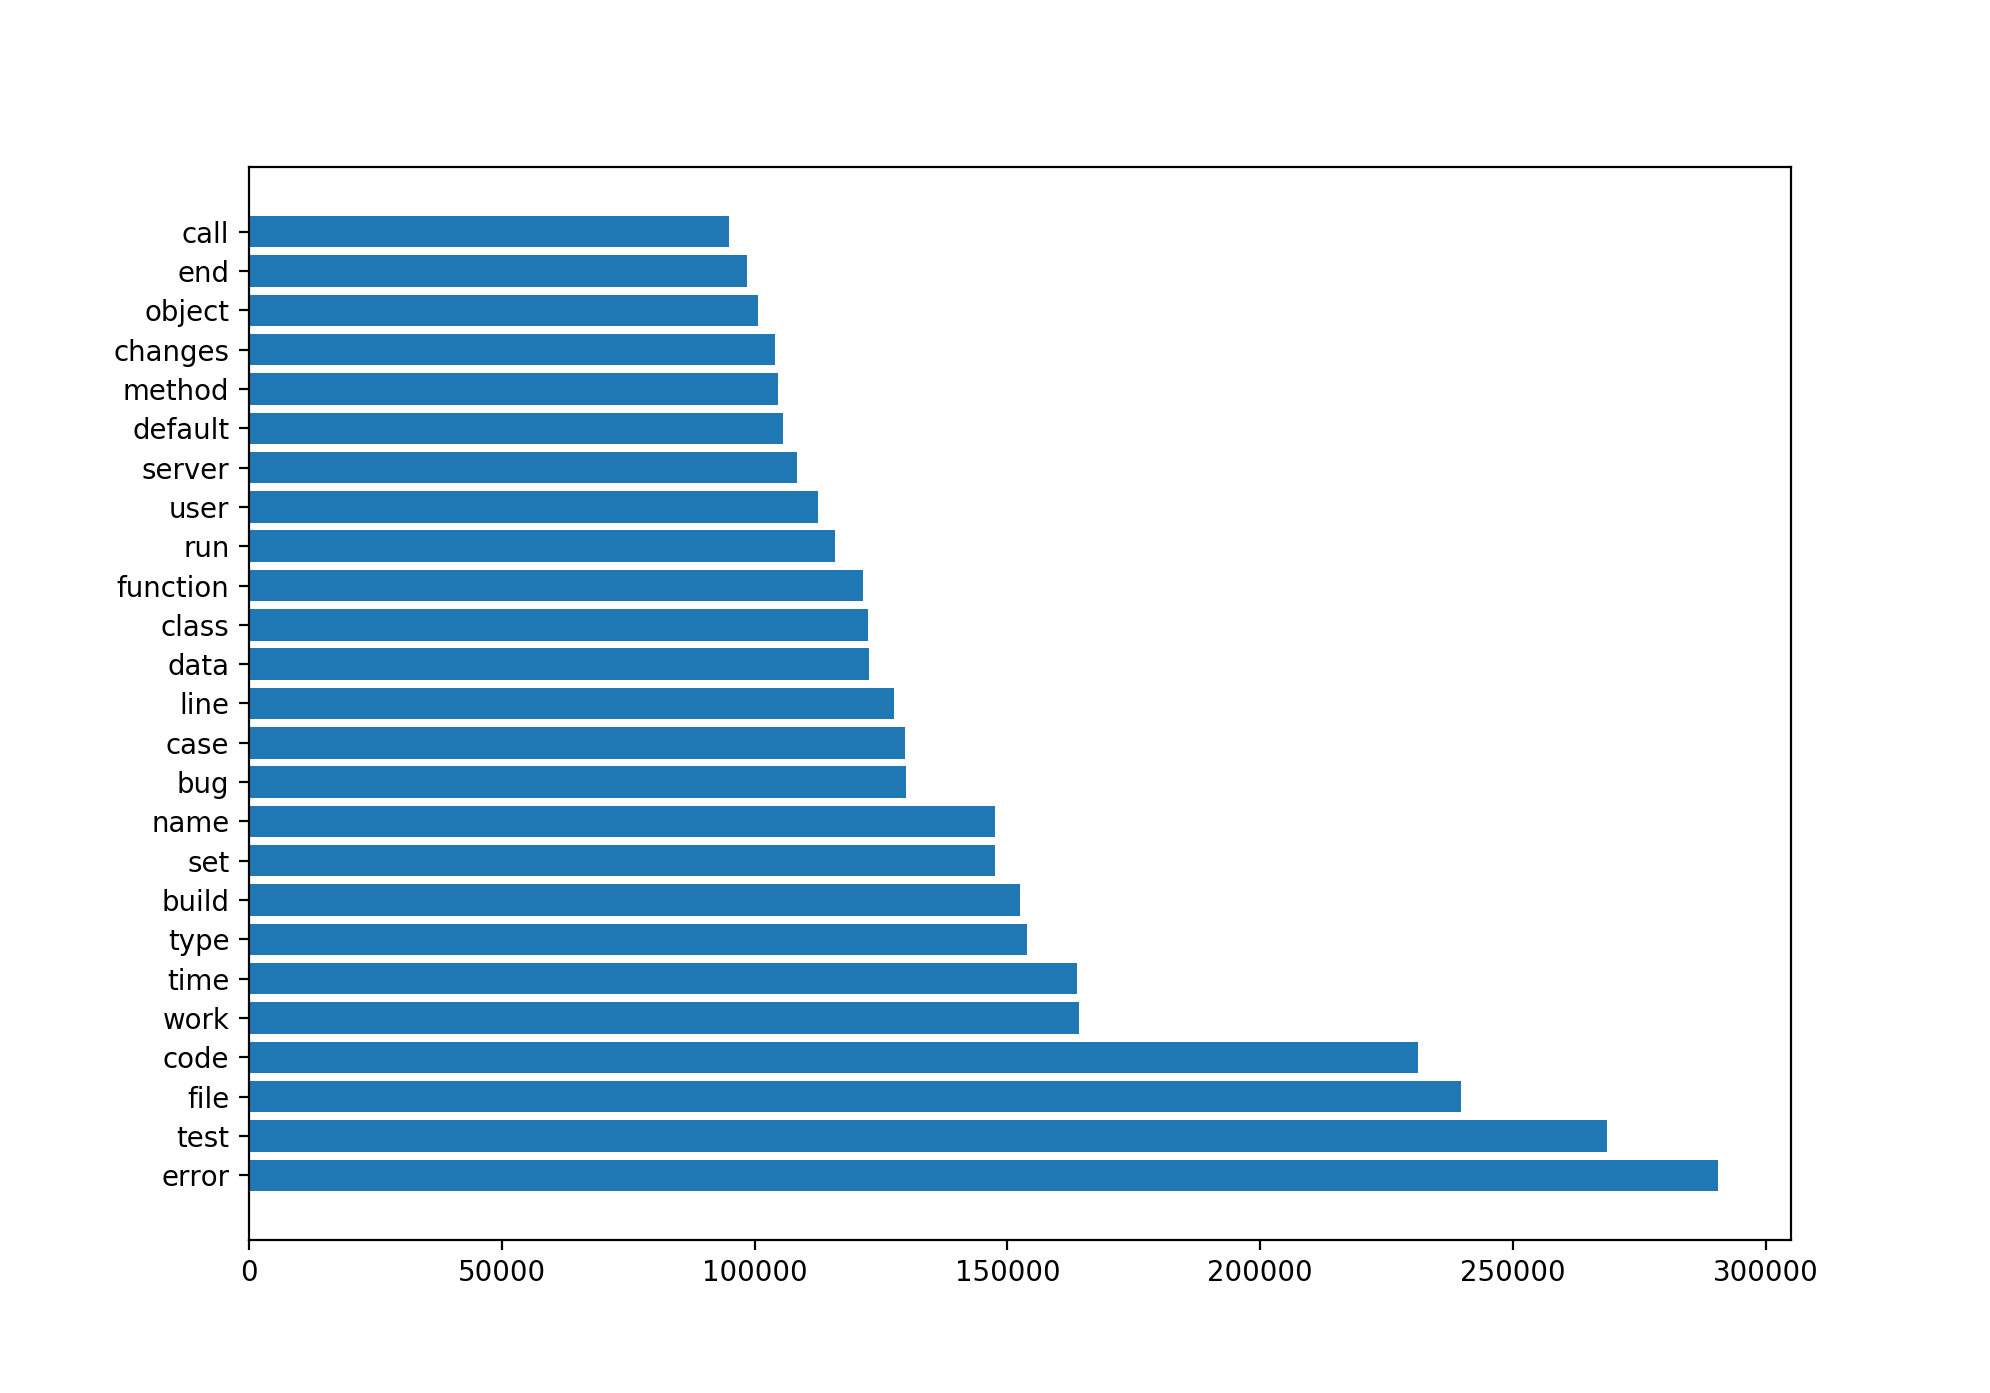 call
end
object
changes
method
default
server
user
run
function
class
data
line
case
bug
name
set
build
type
time
work
code
file
test
error
0 50000 100000 150000 200000 250000 300000